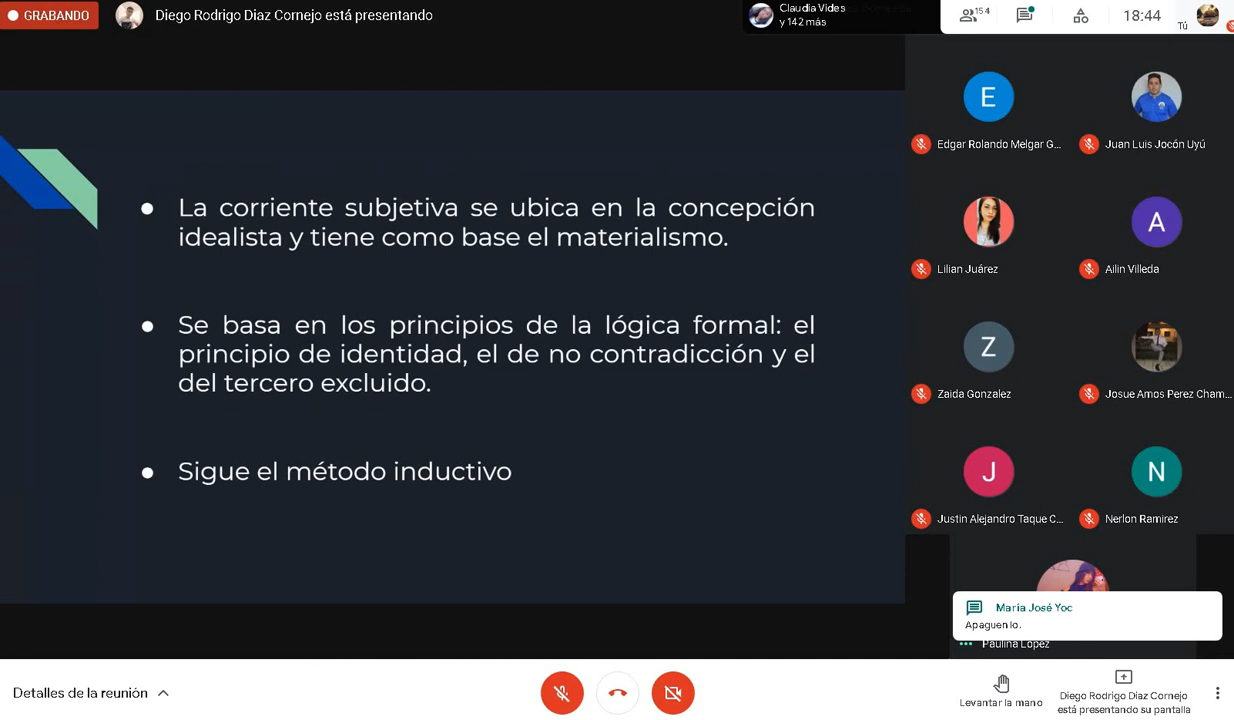 GRABANDO
Diego Rodrigo Diaz Cornejo está presentando
Claudia Vides
y 142 más
154
18:44
Tú
La corriente subjetiva se ubica en la concepción
idealista y tiene como base el materialismo.
Se basa en los principios de la lógica formal: el
principio de identidad, el de no contradicción y el
del tercero excluido.
Sigue el método inductivo
E
Edgar Rolando Melgar G...
Juan Luis Jocón Uyú
Lilian Juárez
A
Ailin Villeda
Z
Zaida Gonzalez
Josue Amos Perez Cham...
J
Justin Alejandro Taque C...
N
Nerlon Ramirez
Maria José Yoc
Apaguenlo.
Paulina López
Detalles de la reunión
Levantar la mano
Diego Rodrigo Diaz Cornejo
está presentando su pantalla